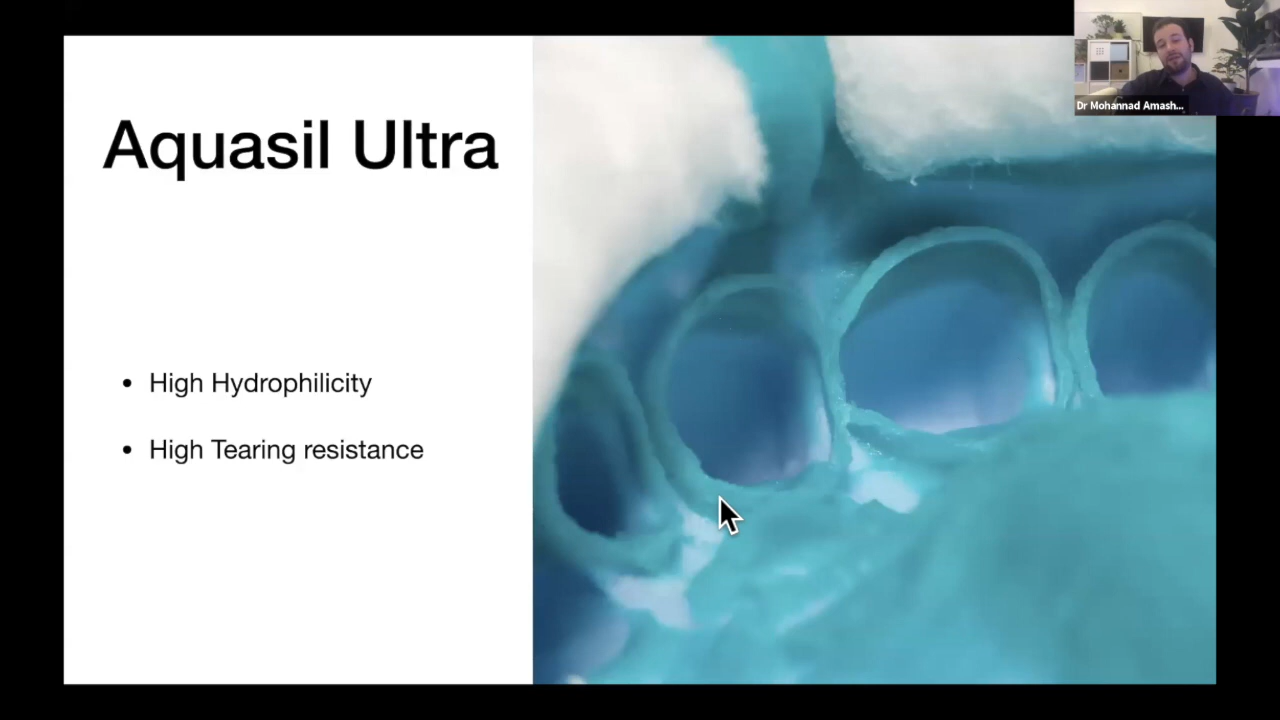 Aquasil Ultra
• High Hydrophilicity
• High Tearing resistance
Dr Mohannad Amash...